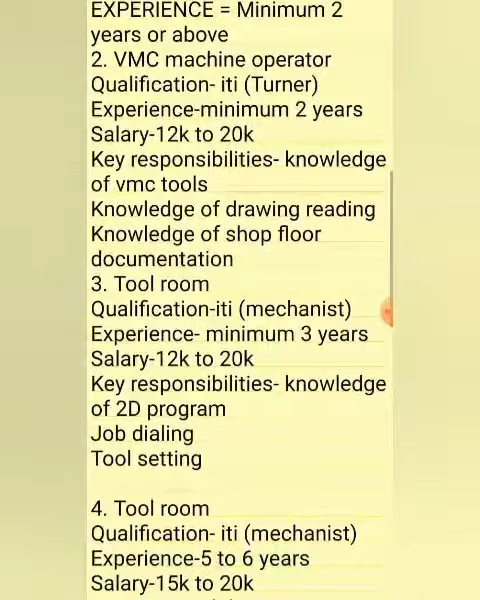 EXPERIENCE = Minimum 2
years or above
2. VMC machine operator
Qualification- iti (Turner)
Experience-minimum 2 years
Salary-12k to 20k
Key responsibilities- knowledge
of vmc tools
Knowledge of drawing reading
Knowledge of shop floor
documentation
3. Tool room
Qualification-iti (mechanist)
Experience- minimum 3 years
Salary-12k to 20k
Key responsibilities- knowledge
of 2D program
Job dialing
Tool setting
4. Tool room
Qualification- iti (mechanist)
Experience-5 to 6 years
Salary-15k to 20k